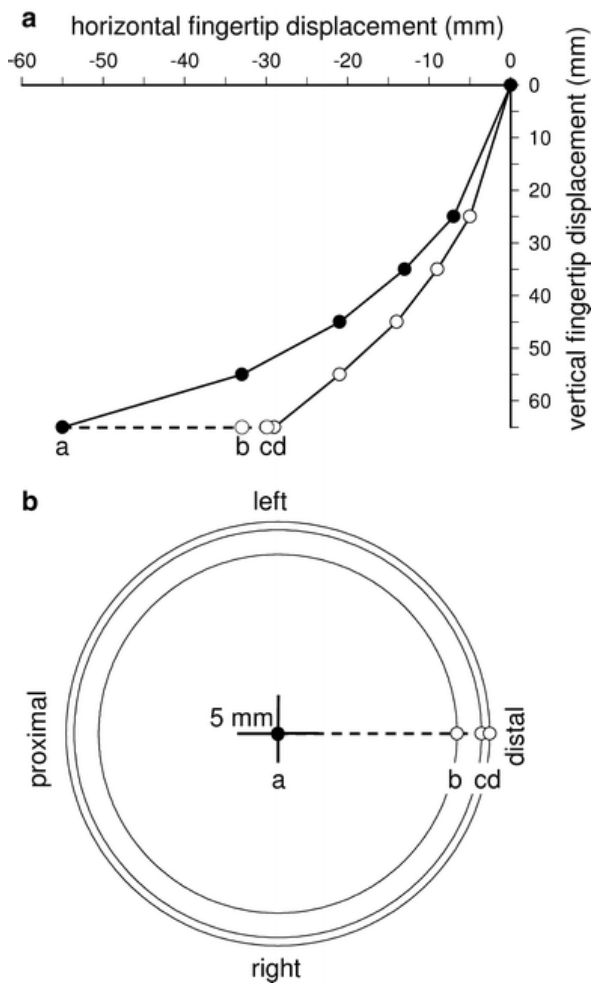 a
horizontal fingertip displacement (mm)
-60 -50 -40 -30 -20 -10 0
0
10
20
30
40
50
60
vertical fingertip displacement (mm)
a b cd
b
left
proximal
5 mm
distal
a b cd
right